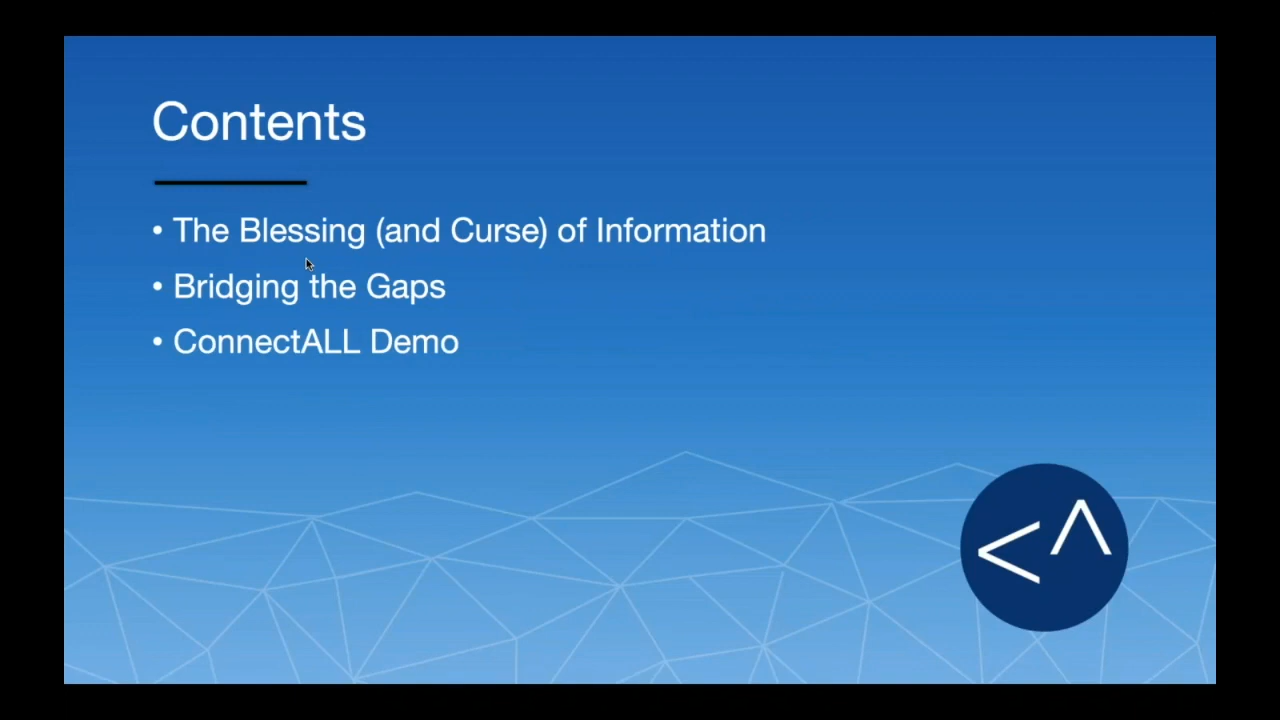 Contents
• The Blessing (and Curse) of Information
• Bridging the Gaps
• ConnectALL Demo